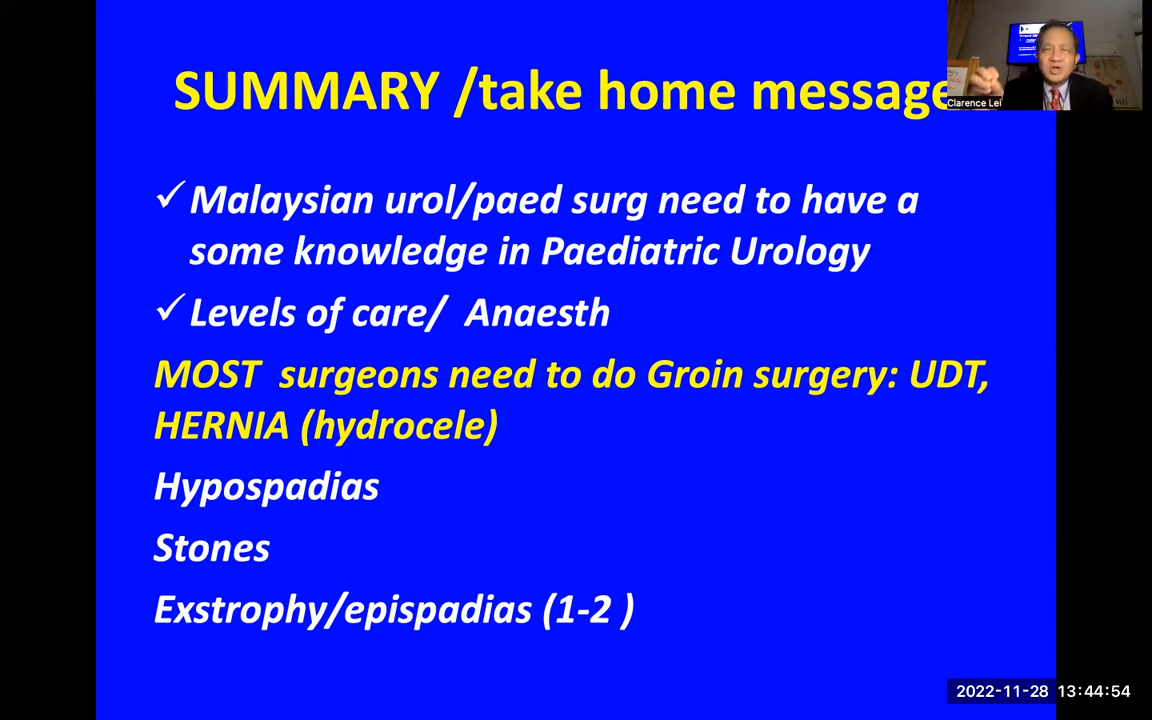 SUMMARY /take home message
Clarence Lei
✓Malaysian urol/paed surg need to have a
some knowledge in Paediatric Urology
✓Levels of care/ Anaesth
MOST surgeons need to do Groin surgery: UDT,
HERNIA (hydrocele)
Hypospadias
Stones
Exstrophy/epispadias (1-2 )
2022-11-28 13:44:54